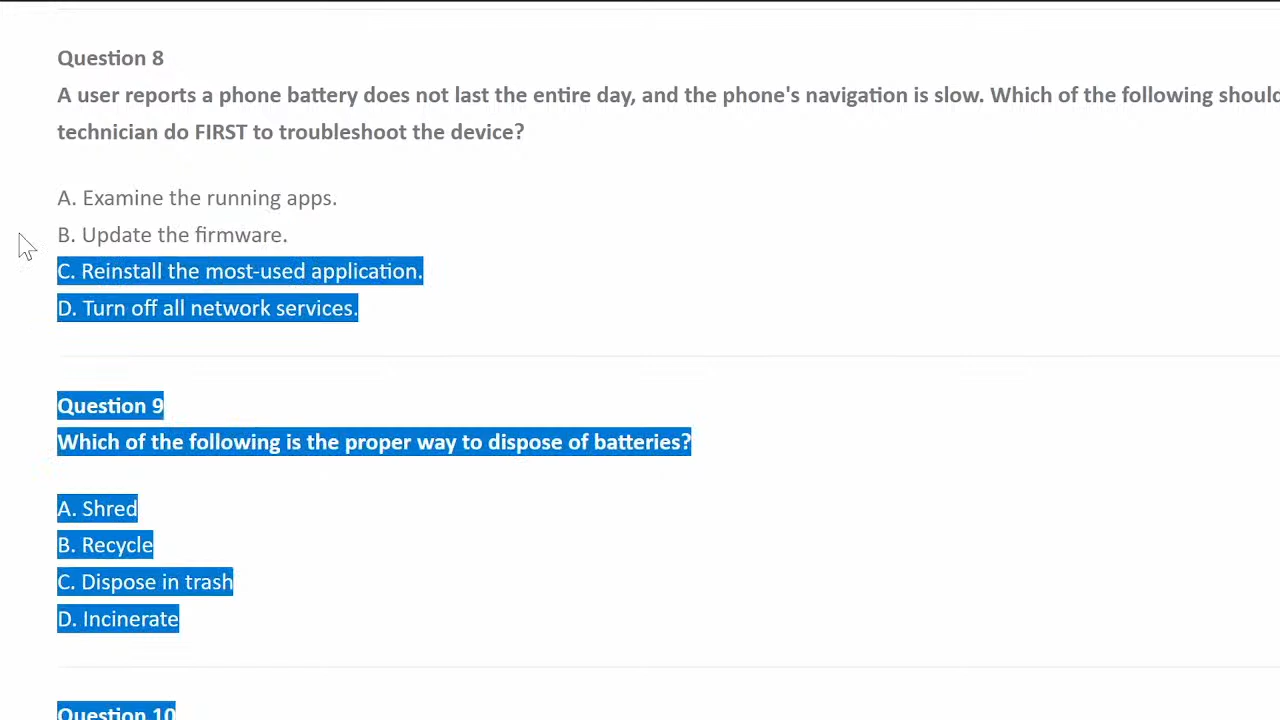 Question 8
A user reports a phone battery does not last the entire day, and the phone's navigation is slow. Which of the following should
technician do FIRST to troubleshoot the device?
A. Examine the running apps.
B. Update the firmware.
C. Reinstall the most-used application.
D. Turn off all network services.
Question 9
Which of the following is the proper way to dispose of batteries?
A. Shred
B. Recycle
C. Dispose in trash
D. Incinerate
Question 10